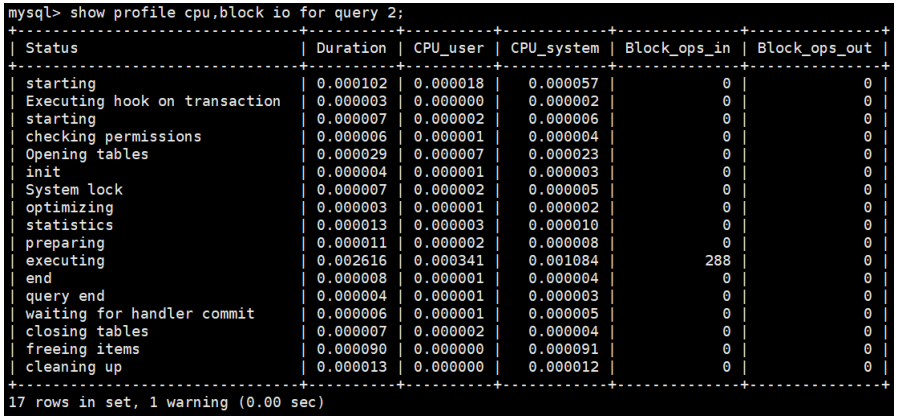 mysql> show profile cpu,block io for query 2;
+--------------------------------+----------+----------+------------+--------------+---------------+
| Status                         | Duration | CPU_user | CPU_system | Block_ops_in | Block_ops_out |
+--------------------------------+----------+----------+------------+--------------+---------------+
| starting                       | 0.000102 | 0.000018 |   0.000057 |            0 |             0 |
| Executing hook on transaction  | 0.000003 | 0.000000 |   0.000002 |            0 |             0 |
| starting                       | 0.000007 | 0.000002 |   0.000006 |            0 |             0 |
| checking permissions           | 0.000006 | 0.000001 |   0.000004 |            0 |             0 |
| Opening tables                 | 0.000029 | 0.000007 |   0.000023 |            0 |             0 |
| init                           | 0.000004 | 0.000001 |   0.000003 |            0 |             0 |
| System lock                    | 0.000007 | 0.000002 |   0.000005 |            0 |             0 |
| optimizing                     | 0.000003 | 0.000001 |   0.000002 |            0 |             0 |
| statistics                     | 0.000013 | 0.000003 |   0.000010 |            0 |             0 |
| preparing                      | 0.000011 | 0.000002 |   0.000008 |            0 |             0 |
| executing                      | 0.002616 | 0.000341 |   0.001084 |          288 |             0 |
| end                            | 0.000008 | 0.000001 |   0.000004 |            0 |             0 |
| query end                      | 0.000004 | 0.000001 |   0.000003 |            0 |             0 |
| waiting for handler commit     | 0.000006 | 0.000001 |   0.000005 |            0 |             0 |
| closing tables                 | 0.000007 | 0.000002 |   0.000004 |            0 |             0 |
| freeing items                  | 0.000090 | 0.000000 |   0.000091 |            0 |             0 |
| cleaning up                    | 0.000013 | 0.000000 |   0.000012 |            0 |             0 |
+--------------------------------+----------+----------+------------+--------------+---------------+
17 rows in set, 1 warning (0.00 sec)